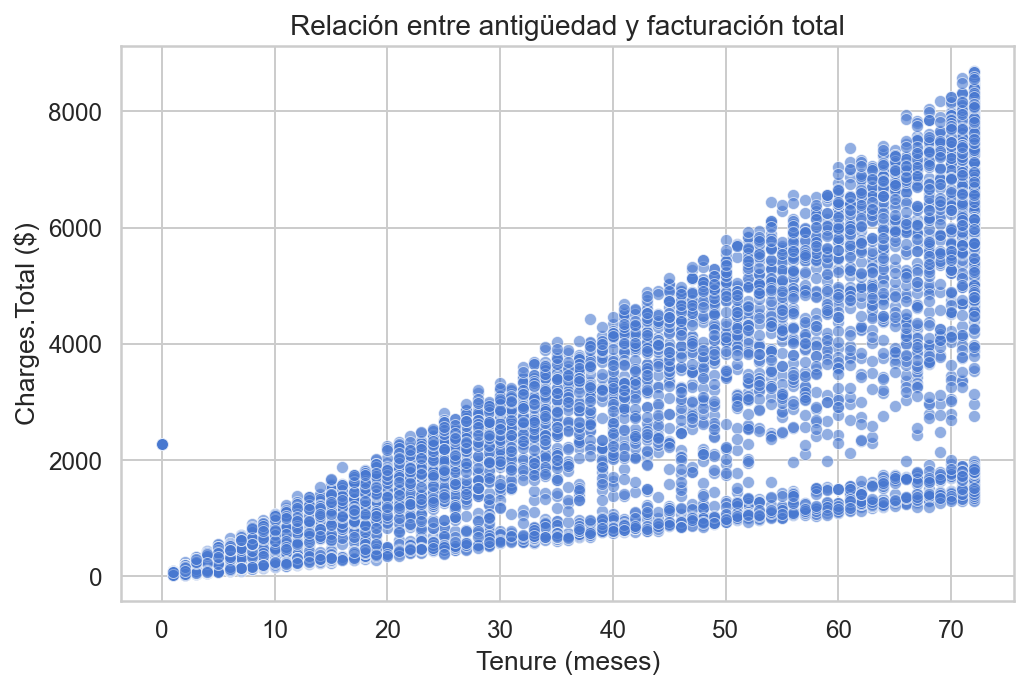 Relación entre antigüedad y facturación total
Charges.Total ($)
8000
6000
4000
2000
0
0 10 20 30 40 50 60 70
Tenure (meses)